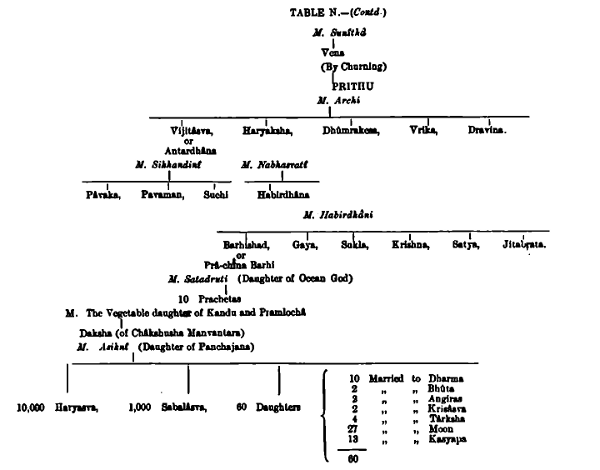 TABLE N.—(Contd.)
M. Sunîthâ
Vena
(By Churning)
PRITHU
M. Archi
Vijitâsva, Haryaksha, Dhûmrakesa, Vrika, Dravina.
or
Antardhâna
M. Sikhandinî M. Nabhasvatî
Pâvaka, Pavaman, Suchi Habirdhâna
M. Habirdhâni
Barhishad, Gaya, Sukla, Krishna, Satya, Jitabrata.
or
Prâ-china Barhi
M. Satadruti (Daughter of Ocean God)
10 Prachetas
M. The Vegetable daughter of Kandu and Pramlochâ
Daksha (of Châkshusha Manvantara)
M. Asiknî (Daughter of Panchajana)
10 Married to Dharma
2 „ „ Bhûta
2 „ „ Angiras
2 „ „ Krisâsva
4 „ „ Târksha
27 „ „ Moon
13 „ „ Kasyapa
10,000 Haryasva, 1,000 Sabalâsva, 60 Daughters
60